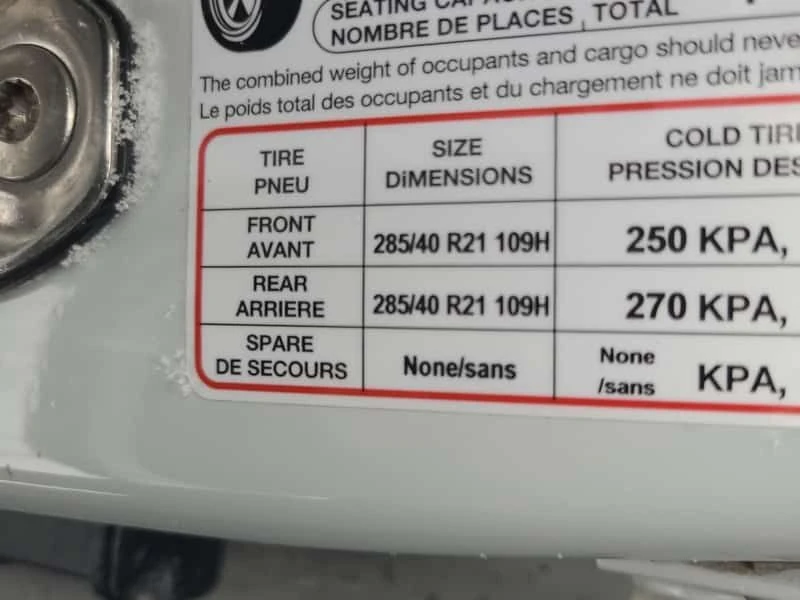 SEATING CAP
NOMBRE DE PLACES TOTAL
The combined weight of occupants and cargo should neve
Le poids total des occupants et du chargement ne doit jam
TIRE
PNEU
SIZE
DiMENSIONS
COLD TIR
PRESSION DES
FRONT
AVANT
285/40 R21 109H
250 KPA,
REAR
ARRIERE
285/40 R21 109H
270 KPA,
SPARE
DE SECOURS
None/sans
None
/sans
KPA,